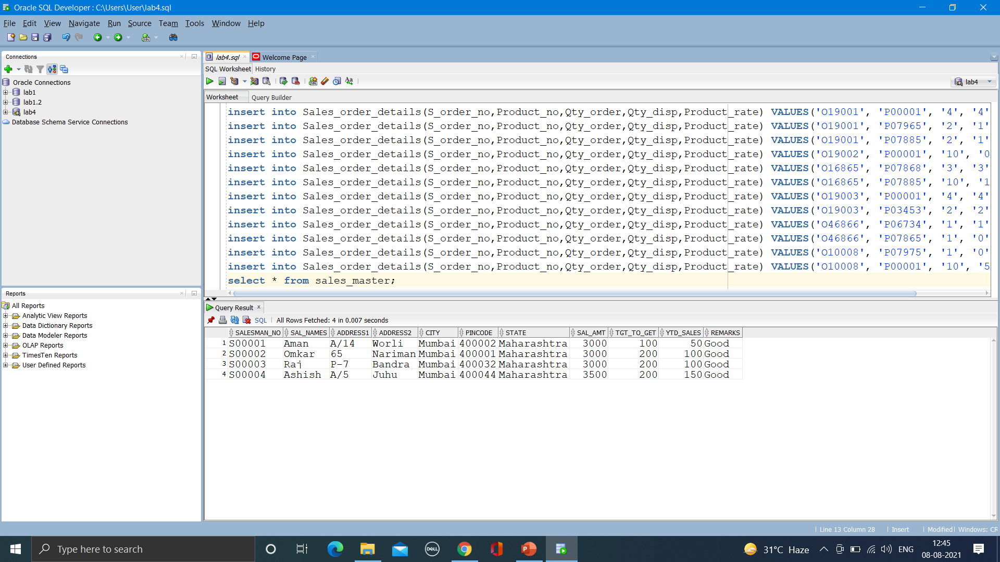 Oracle SQL Developer : C:\Users\User\lab4.sql
File Edit View Navigate Run Source Team Tools Window Help
Connections
Oracle Connections
lab1
lab1.2
lab4
Database Schema Service Connections
Reports
All Reports
Analytic View Reports
Data Dictionary Reports
Data Modeler Reports
OLAP Reports
TimesTen Reports
User Defined Reports
lab4.sql Welcome Page
SQL Worksheet History
lab4
Worksheet Query Builder
insert into Sales_order_details(S_order_no,Product_no,Qty_order,Qty_disp,Product_rate) VALUES('O19001', 'P00001', '4', '4'
insert into Sales_order_details(S_order_no,Product_no,Qty_order,Qty_disp,Product_rate) VALUES('O19001', 'P07965', '2', '1'
insert into Sales_order_details(S_order_no,Product_no,Qty_order,Qty_disp,Product_rate) VALUES('O19001', 'P07885', '2', '1'
insert into Sales_order_details(S_order_no,Product_no,Qty_order,Qty_disp,Product_rate) VALUES('O19002', 'P00001', '10', '0
insert into Sales_order_details(S_order_no,Product_no,Qty_order,Qty_disp,Product_rate) VALUES('O16865', 'P07868', '3', '3'
insert into Sales_order_details(S_order_no,Product_no,Qty_order,Qty_disp,Product_rate) VALUES('O16865', 'P07885', '10', '1
insert into Sales_order_details(S_order_no,Product_no,Qty_order,Qty_disp,Product_rate) VALUES('O19003', 'P00001', '4', '4'
insert into Sales_order_details(S_order_no,Product_no,Qty_order,Qty_disp,Product_rate) VALUES('O19003', 'P03453', '2', '2'
insert into Sales_order_details(S_order_no,Product_no,Qty_order,Qty_disp,Product_rate) VALUES('O46866', 'P06734', '1', '1'
insert into Sales_order_details(S_order_no,Product_no,Qty_order,Qty_disp,Product_rate) VALUES('O46866', 'P07865', '1', '0'
insert into Sales_order_details(S_order_no,Product_no,Qty_order,Qty_disp,Product_rate) VALUES('O10008', 'P07975', '1', '0'
insert into Sales_order_details(S_order_no,Product_no,Qty_order,Qty_disp,Product_rate) VALUES('O10008', 'P00001', '10', '5
select * from sales_master;
Query Result
SQL All Rows Fetched: 4 in 0.007 seconds
SALESMAN_NO SAL_NAMES ADDRESS1 ADDRESS2 CITY PINCODE STATE SAL_AMT TGT_TO_GET YTD_SALES REMARKS
1 S00001 Aman A/14 Worli Mumbai 400002 Maharashtra 3000 100 50 Good
2 S00002 Omkar 65 Nariman Mumbai 400001 Maharashtra 3000 200 100 Good
3 S00003 Raj P-7 Bandra Mumbai 400032 Maharashtra 3000 200 100 Good
4 S00004 Ashish A/5 Juhu Mumbai 400044 Maharashtra 3500 200 150 Good
Line 13 Column 28 Insert Modified Windows: CR
Type here to search
DELL
31°C Haze ENG
12:45
08-08-2021